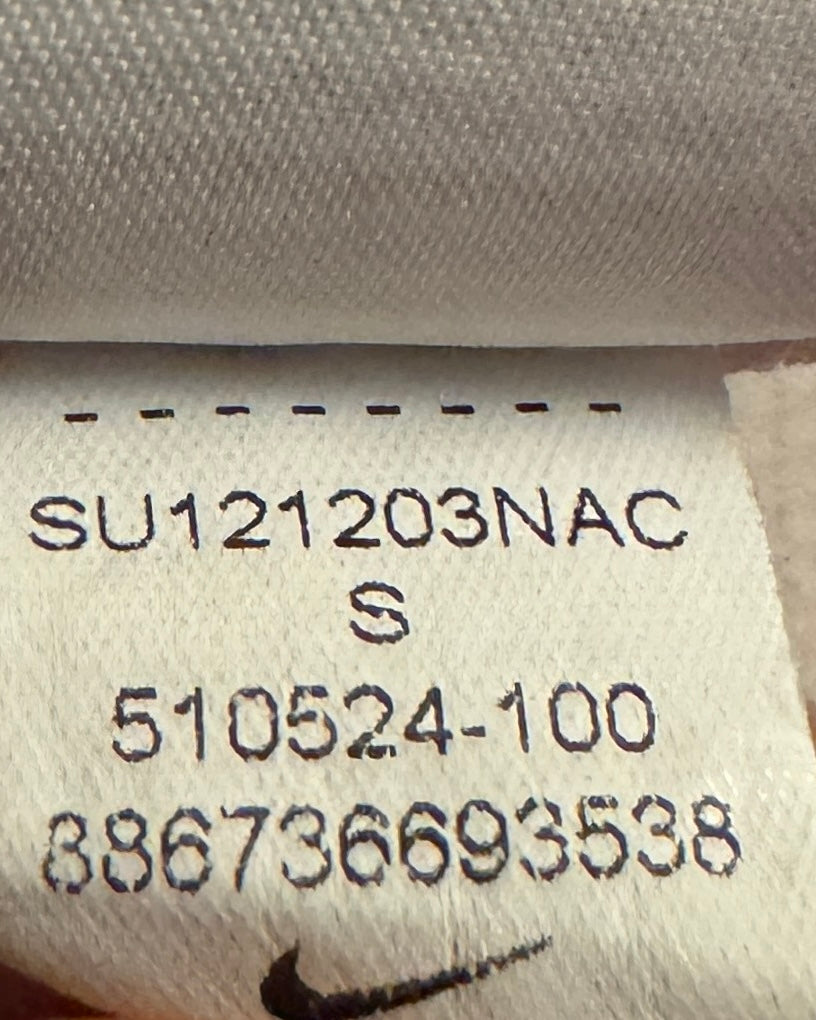 - - - - - - - -
SU121203NAC
S
510524-100
886736693538